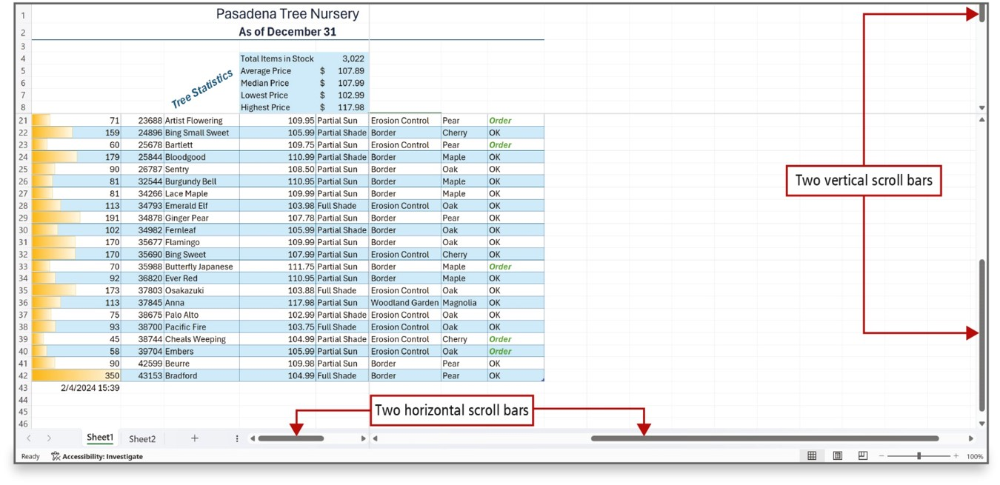 1 Pasadena Tree Nursery
2 As of December 31
3
4 Total Items in Stock 3,022
5 Average Price $ 107.89
6 Median Price $ 107.99
7 Lowest Price $ 102.99
8 Highest Price $ 117.98
Tree Statistics
21 71 23688 Artist Flowering 109.95 Partial Sun Erosion Control Pear Order
22 159 24896 Bing Small Sweet 105.99 Partial Shade Border Cherry OK
23 60 25678 Bartlett 109.75 Partial Sun Erosion Control Pear Order
24 179 25844 Bloodgood 110.99 Partial Shade Border Maple OK
25 90 26787 Sentry 108.50 Partial Sun Border Oak OK
26 81 32544 Burgundy Bell 110.95 Partial Sun Border Maple OK
27 81 34266 Lace Maple 109.99 Partial Sun Border Maple OK
28 113 34793 Emerald Elf 103.98 Full Shade Erosion Control Oak OK
29 191 34878 Ginger Pear 107.78 Partial Sun Border Pear OK
30 102 34982 Fernleaf 105.99 Partial Shade Border Oak OK
31 170 35677 Flamingo 109.99 Partial Sun Border Oak OK
32 170 35690 Bing Sweet 107.99 Partial Sun Erosion Control Cherry OK
33 70 35988 Butterfly Japanese 111.75 Partial Sun Border Maple Order
34 92 36820 Ever Red 110.95 Partial Sun Border Maple OK
35 173 37803 Osakazuki 103.88 Full Shade Erosion Control Oak OK
36 113 37845 Anna 117.98 Partial Sun Woodland Garden Magnolia OK
37 75 38675 Palo Alto 102.99 Partial Shade Erosion Control Oak OK
38 93 38700 Pacific Fire 103.75 Full Shade Erosion Control Oak OK
39 45 38744 Cheals Weeping 104.99 Partial Shade Erosion Control Cherry Order
40 58 39704 Embers 105.99 Partial Sun Erosion Control Oak Order
41 90 42599 Beurre 109.98 Partial Sun Border Pear OK
42 350 43153 Bradford 104.99 Full Shade Border Pear OK
43 2/4/2024 15:39
44
45
46
Two vertical scroll bars
Two horizontal scroll bars
Sheet1 Sheet2 +
Ready Accessibility: Investigate 100%